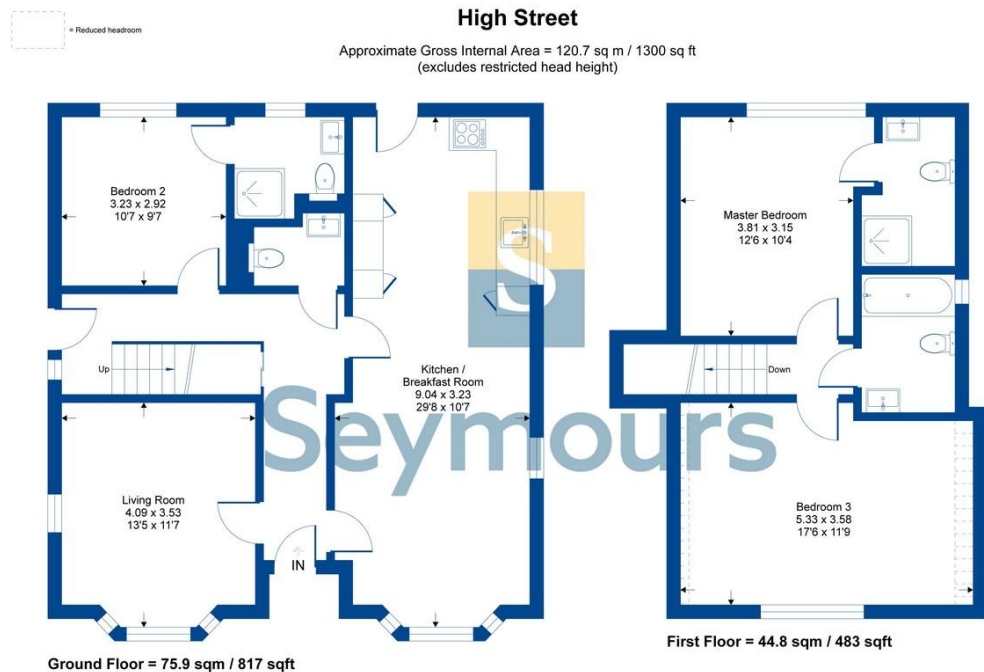 High Street
= Reduced headroom
Approximate Gross Internal Area = 120.7 sq m / 1300 sq ft
(excludes restricted head height)
Bedroom 2
3.23 x 2.92
10'7 x 9'7
Master Bedroom
3.81 x 3.15
12'6 x 10'4
S
Up
Down
Kitchen /
Breakfast Room
9.04 x 3.23
29'8 x 10'7
Seymours
Living Room
4.09 x 3.53
13'5 x 11'7
Bedroom 3
5.33 x 3.58
17'6 x 11'9
IN
First Floor = 44.8 sqm / 483 sqft
Ground Floor = 75.9 sqm / 817 sqft